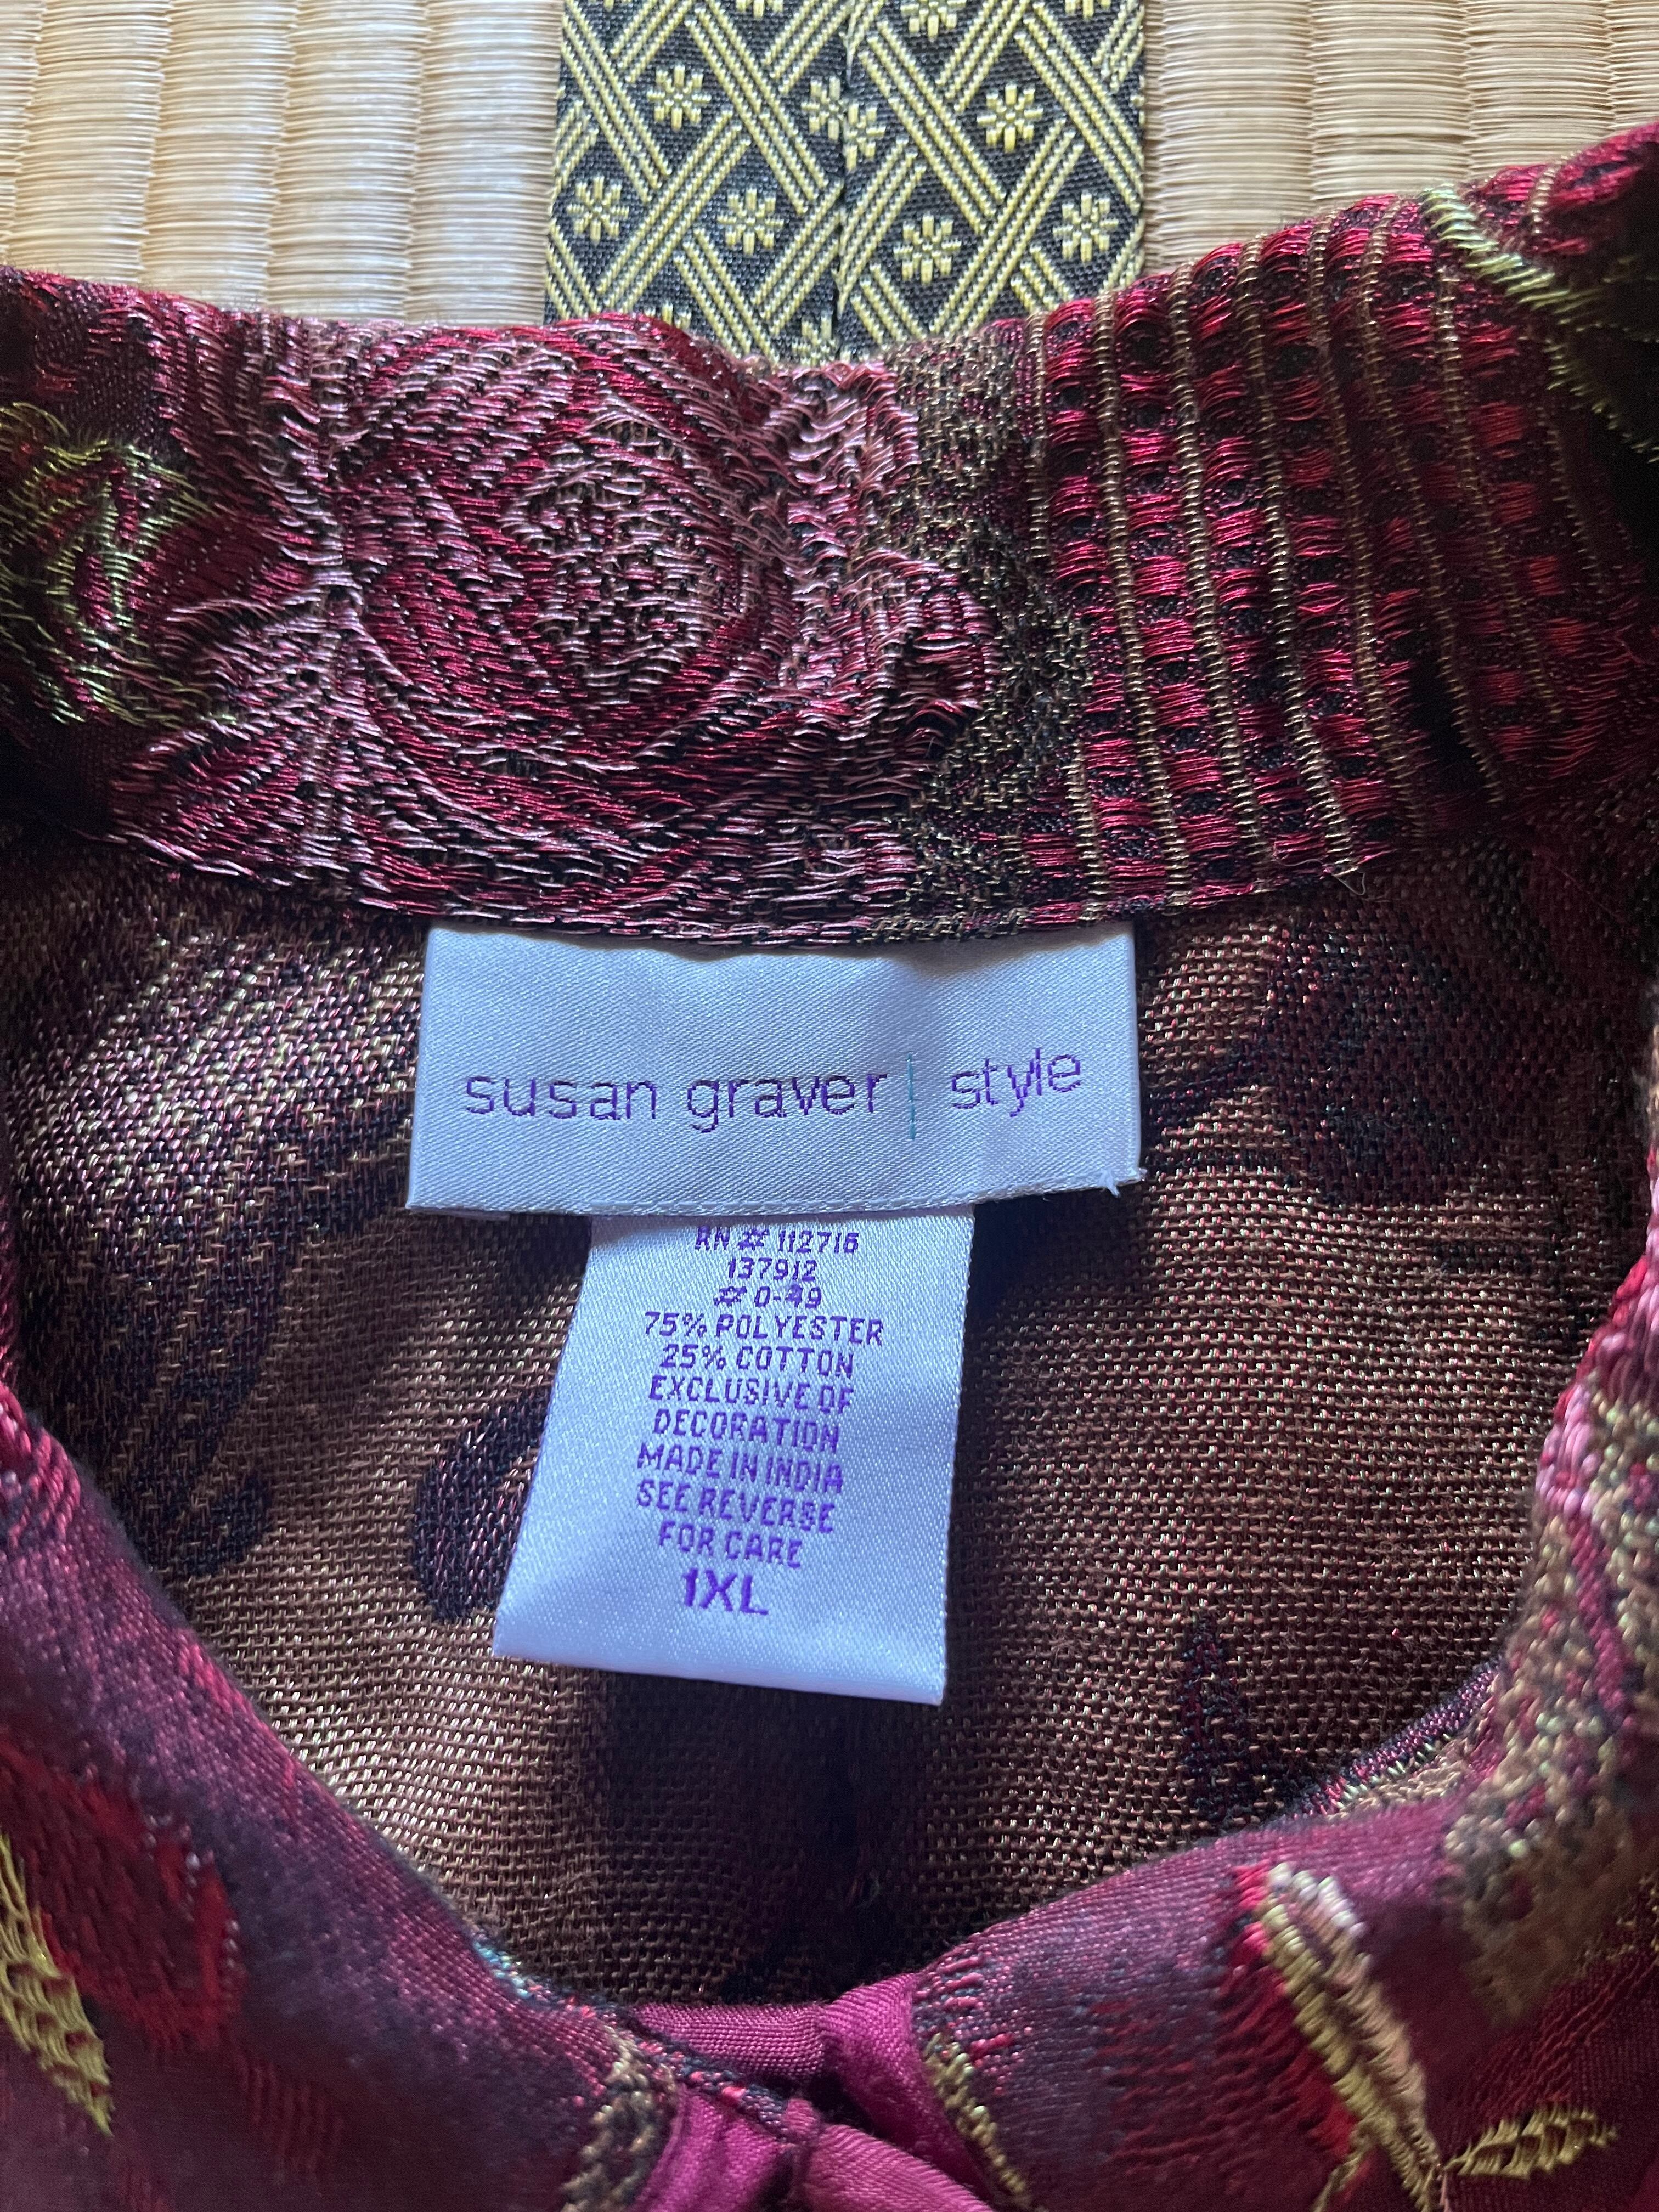 susan graver | style
RN # 112716
137912
# 0-49
75% POLYESTER
25% COTTON
EXCLUSIVE OF
DECORATION
MADE IN INDIA
SEE REVERSE
FOR CARE
1XL